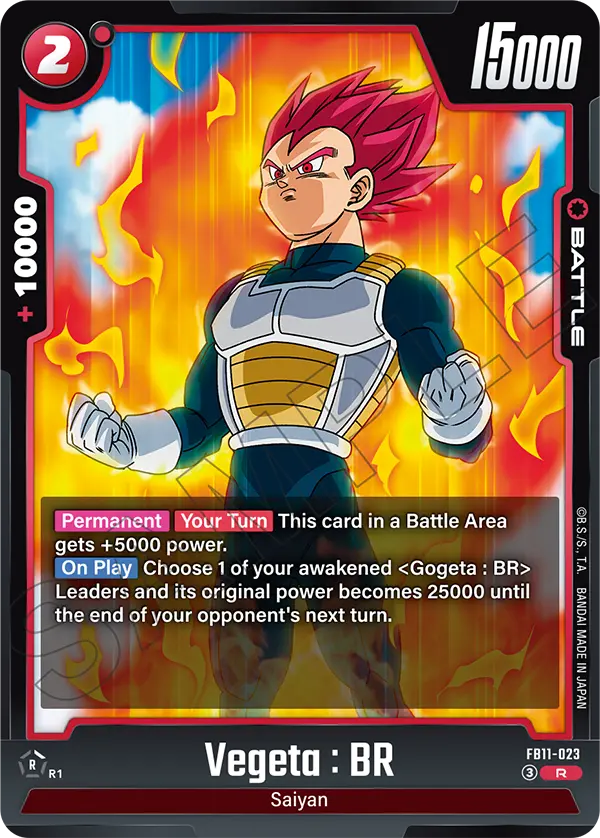 2
15000
+10000
BATTLE
Permanent Your Turn This card in a Battle Area
gets +5000 power.
On Play Choose 1 of your awakened <Gogeta : BR>
Leaders and its original power becomes 25000 until
the end of your opponent's next turn.
SAMPLE
©B.S./S., T.A. BANDAI MADE IN JAPAN
R
R1
Vegeta : BR
FB11-023
3 R
Saiyan